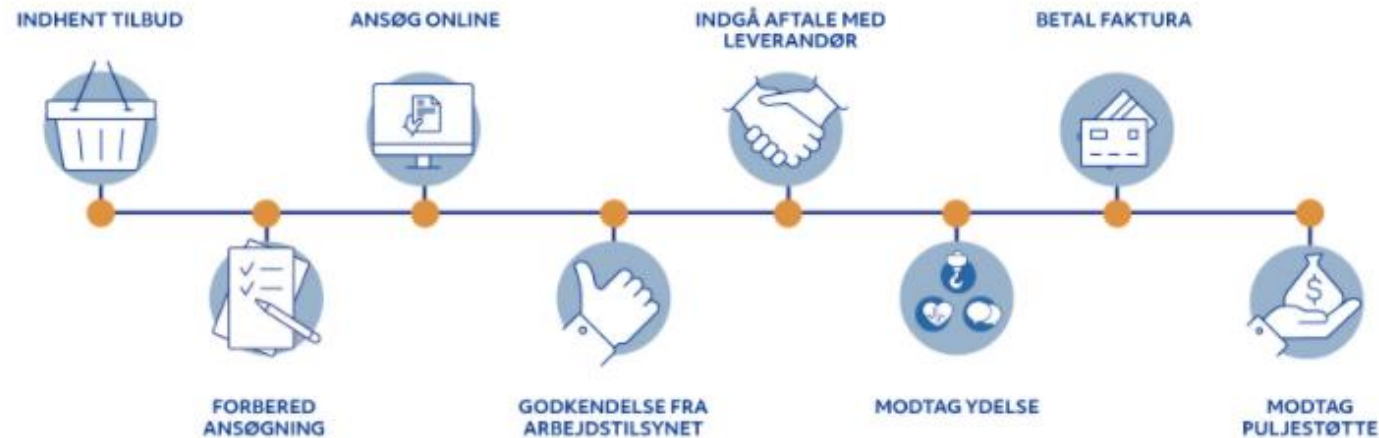 INDHENT TILBUD
FORBERED
ANSØGNING
ANSØG ONLINE
GODKENDELSE FRA
ARBEJDSTILSYNET
INDGÅ AFTALE MED
LEVERANDØR
MODTAG YDELSE
BETAL FAKTURA
MODTAG
PULJESTØTTE
$